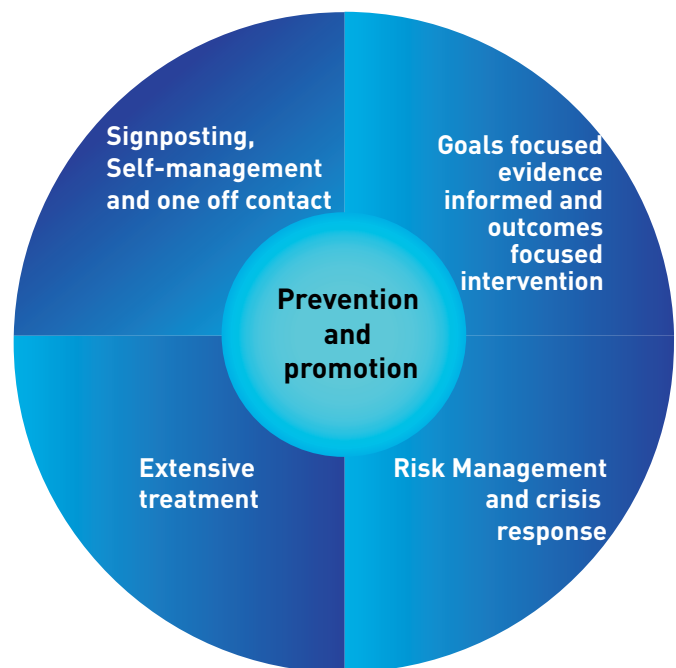 Signposting,
Self-management
and one off contact
Goals focused
evidence
informed and
outcomes
focused
intervention
Prevention
and
promotion
Extensive
treatment
Risk Management
and crisis
response